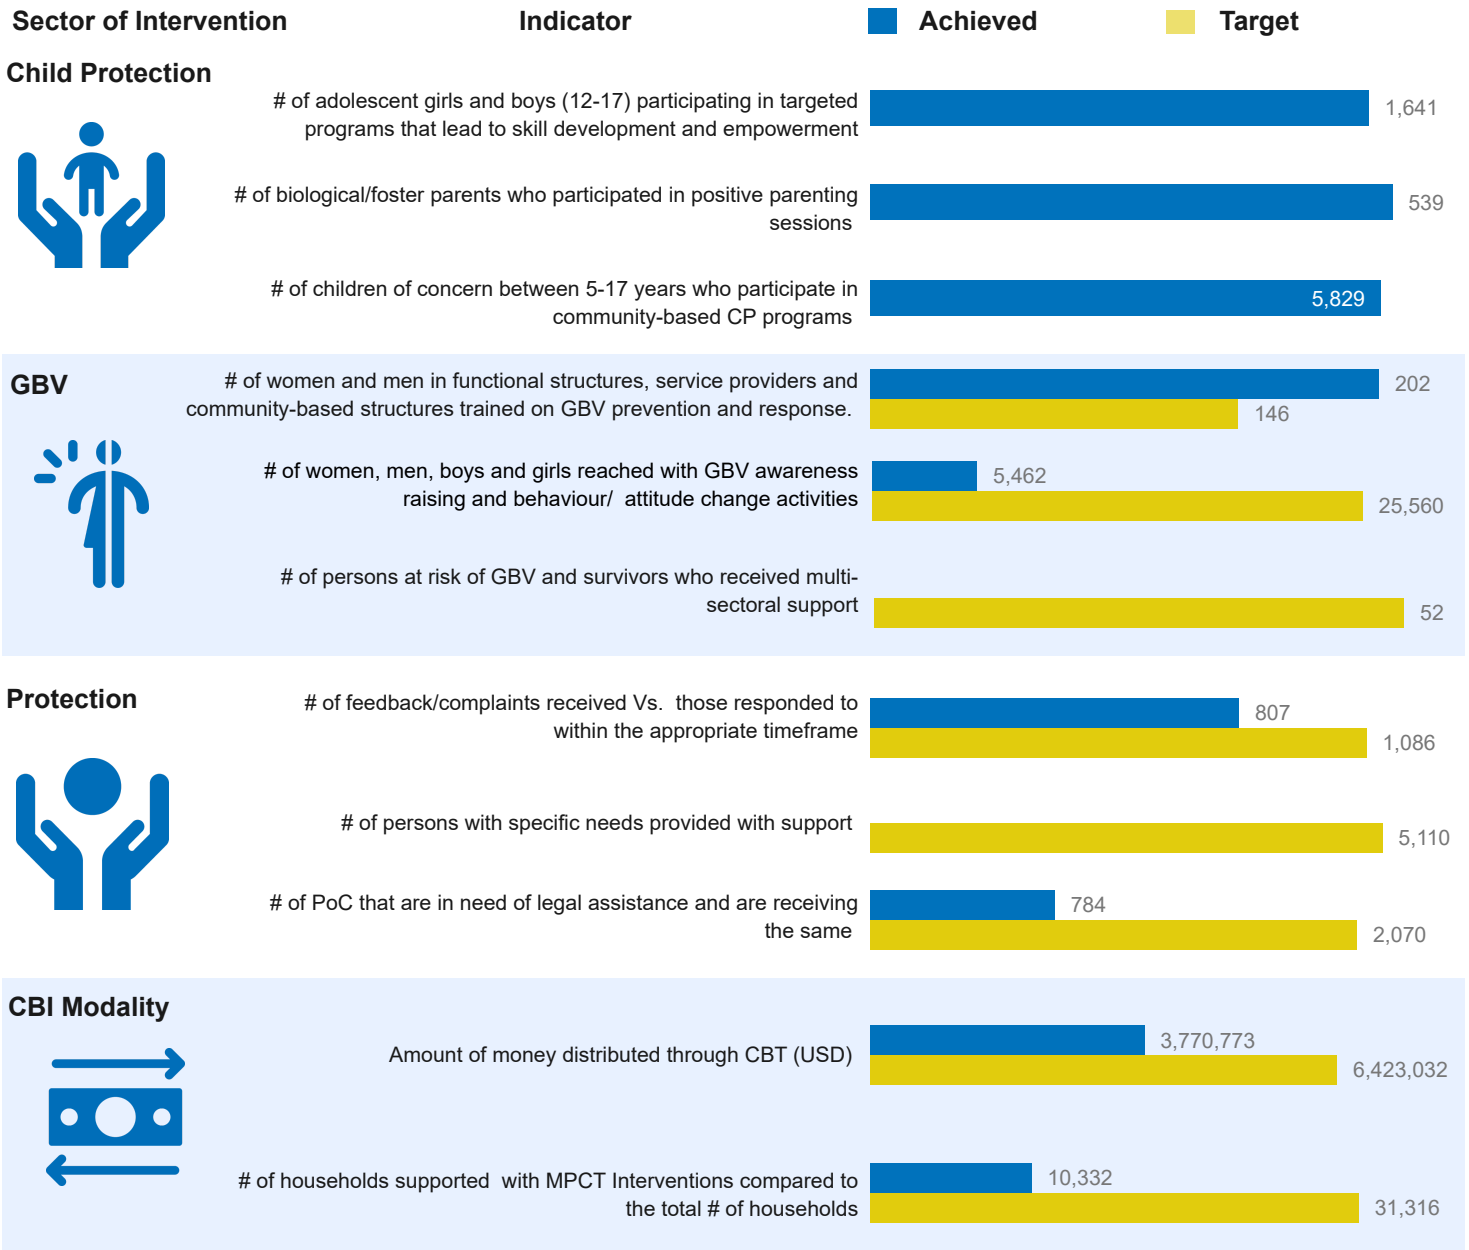 Sector of Intervention Indicator Achieved Target
Child Protection
# of adolescent girls and boys (12-17) participating in targeted
programs that lead to skill development and empowerment
1,641
# of biological/foster parents who participated in positive parenting
sessions
539
# of children of concern between 5-17 years who participate in
community-based CP programs
5,829
GBV
# of women and men in functional structures, service providers and
community-based structures trained on GBV prevention and response.
202
146
# of women, men, boys and girls reached with GBV awareness
raising and behaviour/ attitude change activities
5,462
25,560
# of persons at risk of GBV and survivors who received multi-
sectoral support
52
Protection
# of feedback/complaints received Vs. those responded to
within the appropriate timeframe
807
1,086
# of persons with specific needs provided with support
5,110
# of PoC that are in need of legal assistance and are receiving
the same
784
2,070
CBI Modality
Amount of money distributed through CBT (USD)
3,770,773
6,423,032
# of households supported with MPCT Interventions compared to
the total # of households
10,332
31,316